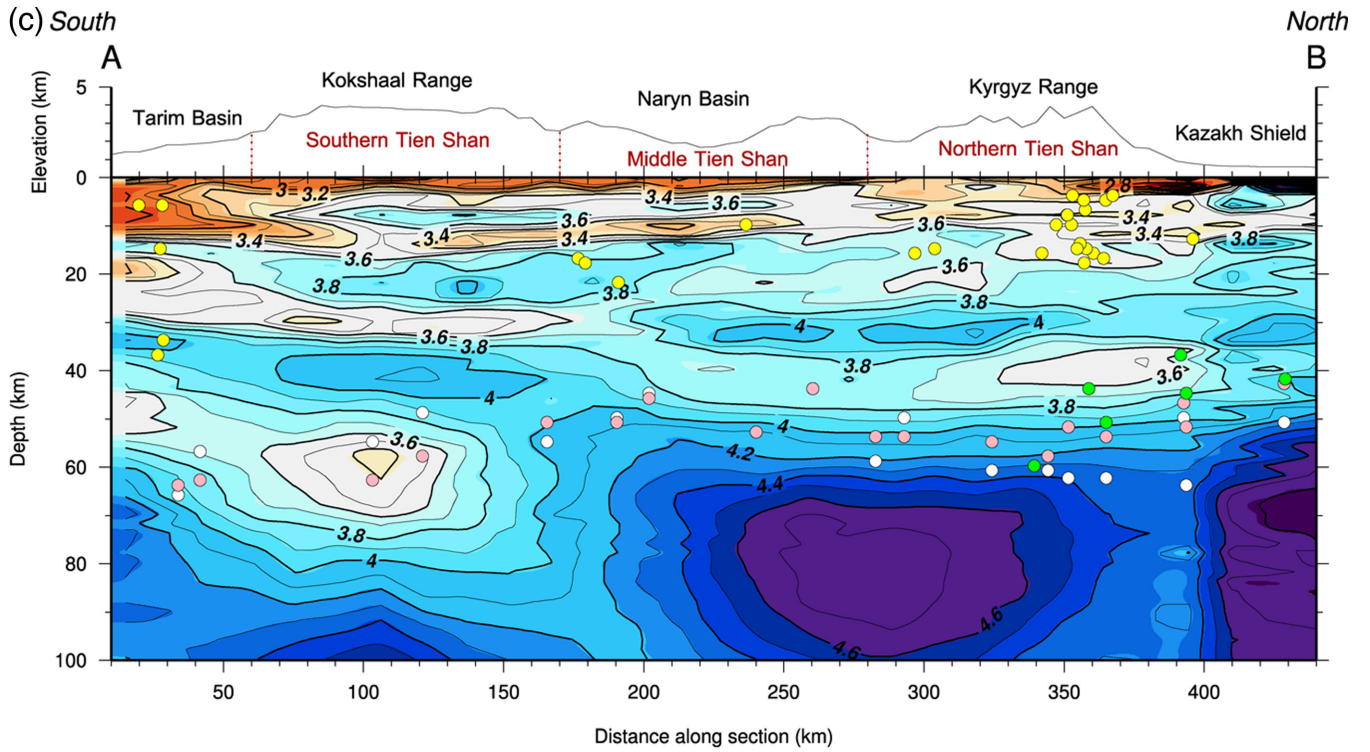 (c) South North
A B
Kokshaal Range
Kyrgyz Range
Naryn Basin
Tarim Basin
Kazakh Shield
Southern Tien Shan
Middle Tien Shan
Northern Tien Shan
Elevation (km)
5
0
3 3.2 3.4 3.6 2.8
3.4 3.4 3.6 3.4 3.6 3.4 3.4 3.8
3.6 3.6
20
3.8 3.8 3.8
3.6 4 4
3.8 3.8
40
4 3.6
3.8
3.6 4
4.2
60
4.4
3.8
4
80
4.6
4.6
100
Depth (km)
50 100 150 200 250 300 350 400
Distance along section (km)